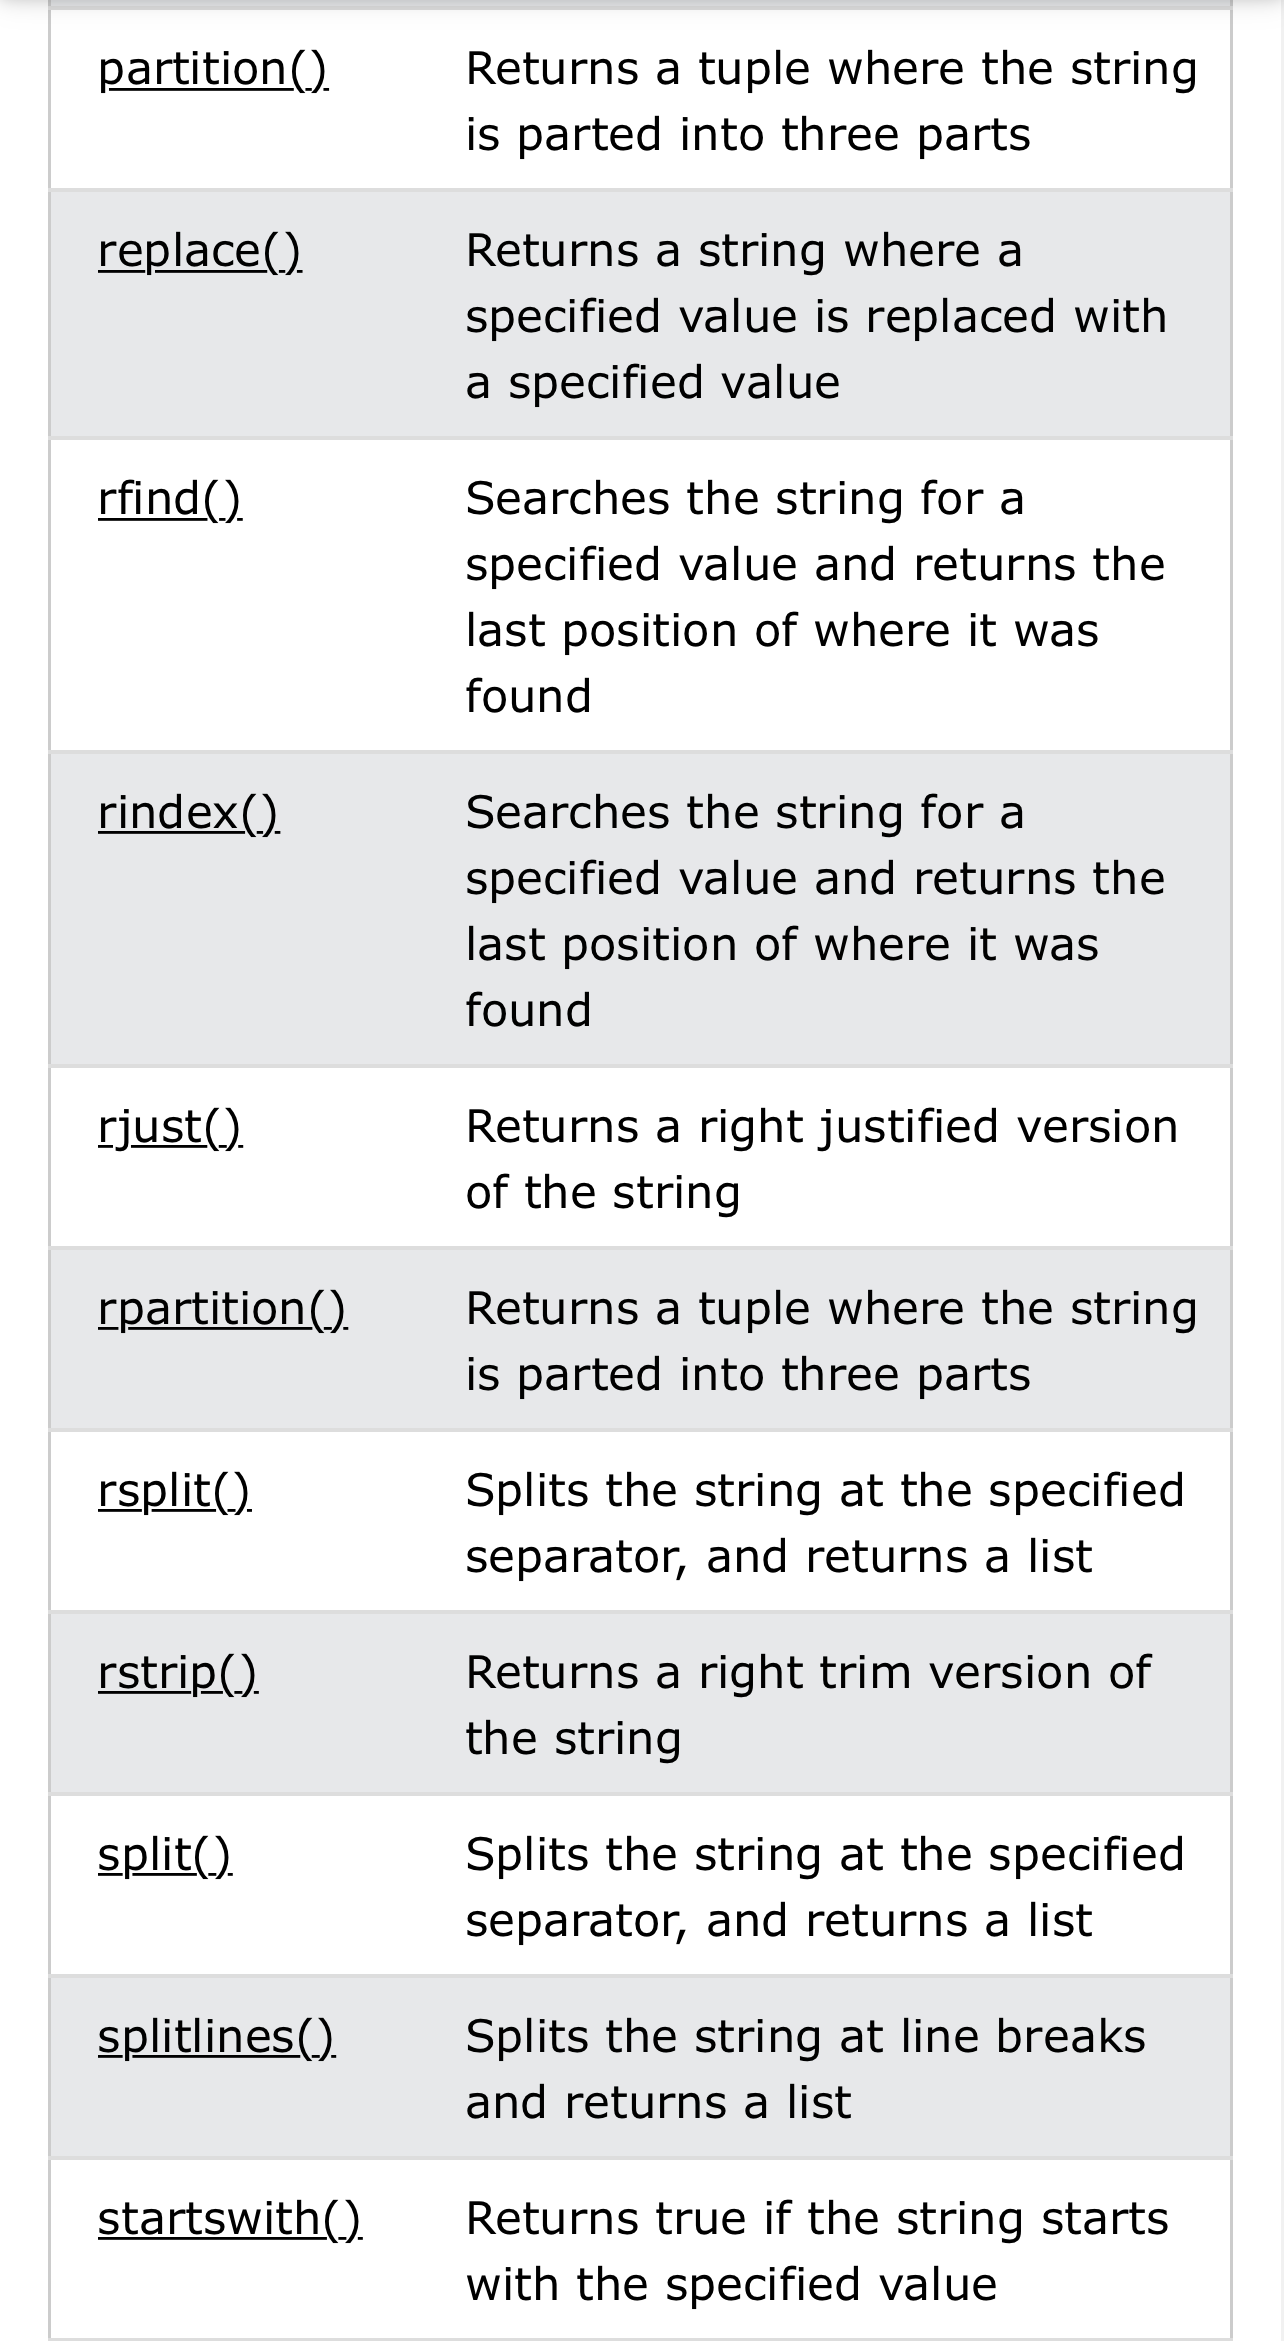 partition() Returns a tuple where the string
is parted into three parts
replace() Returns a string where a
specified value is replaced with
a specified value
rfind() Searches the string for a
specified value and returns the
last position of where it was
found
rindex() Searches the string for a
specified value and returns the
last position of where it was
found
rjust() Returns a right justified version
of the string
rpartition() Returns a tuple where the string
is parted into three parts
rsplit() Splits the string at the specified
separator, and returns a list
rstrip() Returns a right trim version of
the string
split() Splits the string at the specified
separator, and returns a list
splitlines() Splits the string at line breaks
and returns a list
startswith() Returns true if the string starts
with the specified value